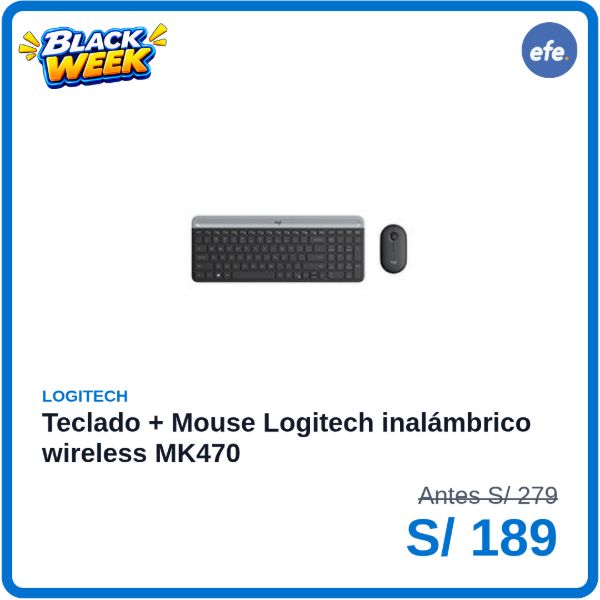 BLACK
WEEK
efe.
LOGITECH
Teclado + Mouse Logitech inalámbrico
wireless MK470
Antes S/ 279
S/ 189